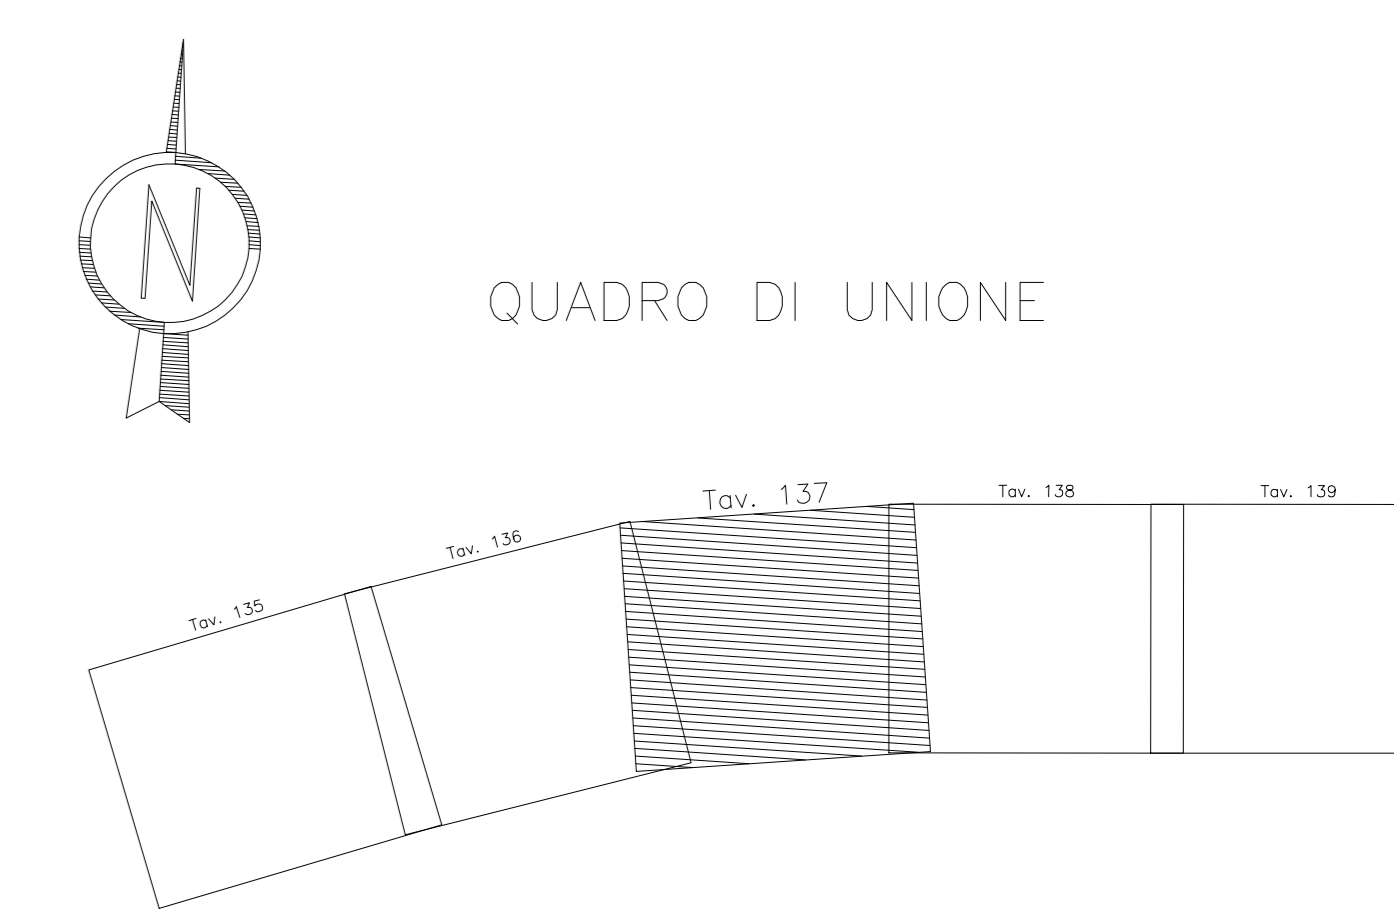 N
QUADRO DI UNIONE
Tav. 135
Tav. 136
Tav. 137
Tav. 138
Tav. 139